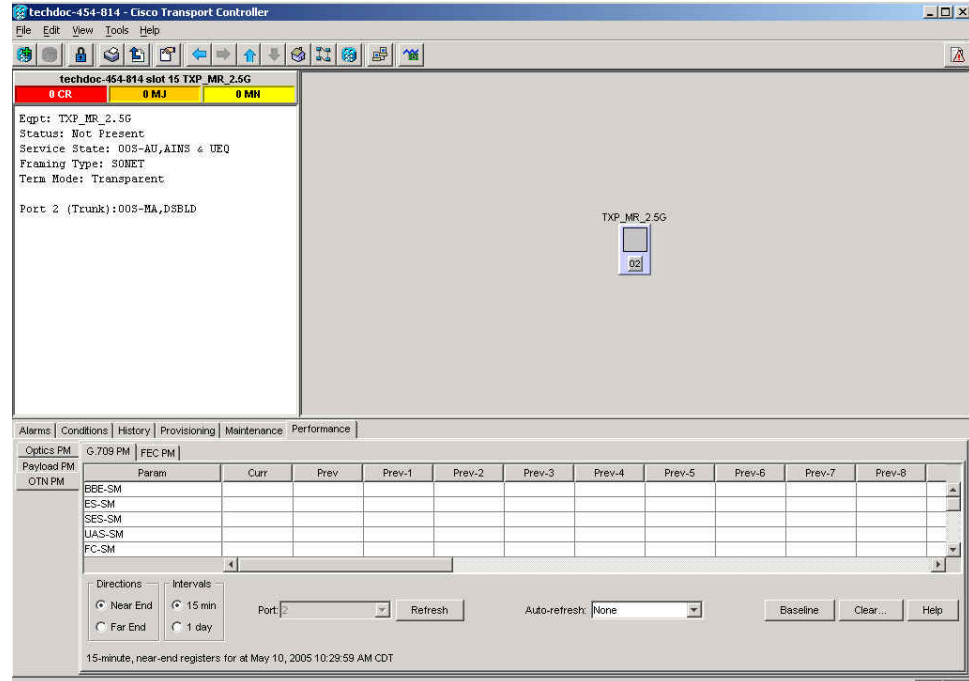 techdoc-454-814 - Cisco Transport Controller
File Edit View Tools Help
techdoc-454-814 slot 15 TXP_MR_2.5G
0 CR 0 MJ 0 MN
Eqpt: TXP_MR_2.5G
Status: Not Present
Service State: OOS-AU,AINS & UEQ
Framing Type: SONET
Term Mode: Transparent
Port 2 (Trunk):OOS-MA,DSBLD
TXP_MR_2.5G
02
Alarms Conditions History Provisioning Maintenance Performance
Optics PM
Payload PM
OTN PM
G.709 PM FEC PM
Param Curr Prev Prev-1 Prev-2 Prev-3 Prev-4 Prev-5 Prev-6 Prev-7 Prev-8
BBE-SM
ES-SM
SES-SM
UAS-SM
FC-SM
Directions Intervals
Near End 15 min
Far End 1 day
Port: 2 Refresh Auto-refresh: None Baseline Clear... Help
15-minute, near-end registers for at May 10, 2005 10:29:59 AM CDT